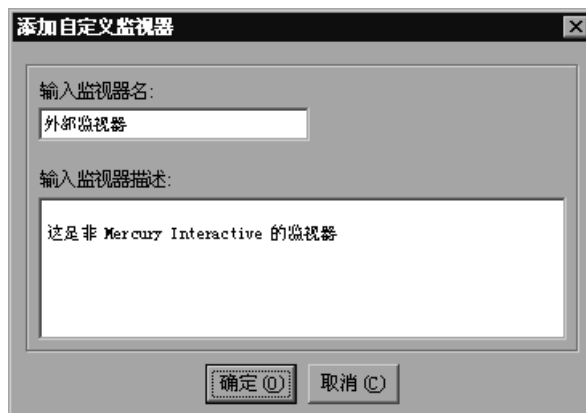 添加自定义监视器
输入监视器名:
外部监视器
输入监视器描述:
这是非 Mercury Interactive 的监视器
确定(O) 取消(C)